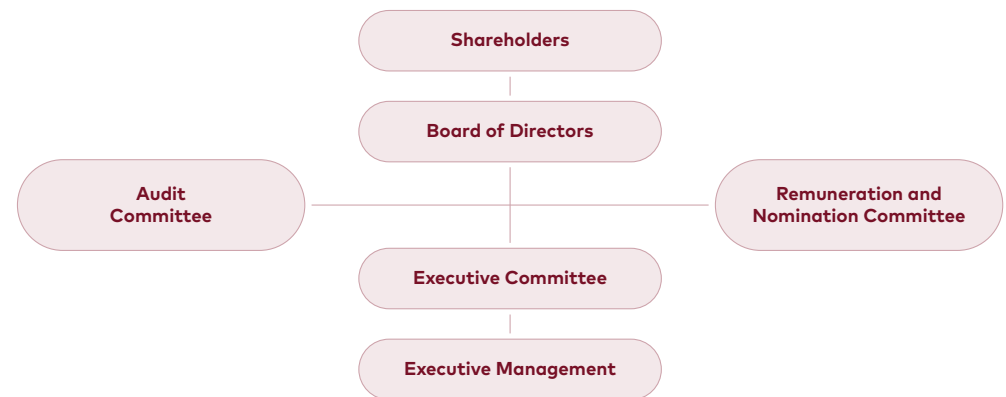 Shareholders
Board of Directors
Audit
Committee
Remuneration and
Nomination Committee
Executive Committee
Executive Management